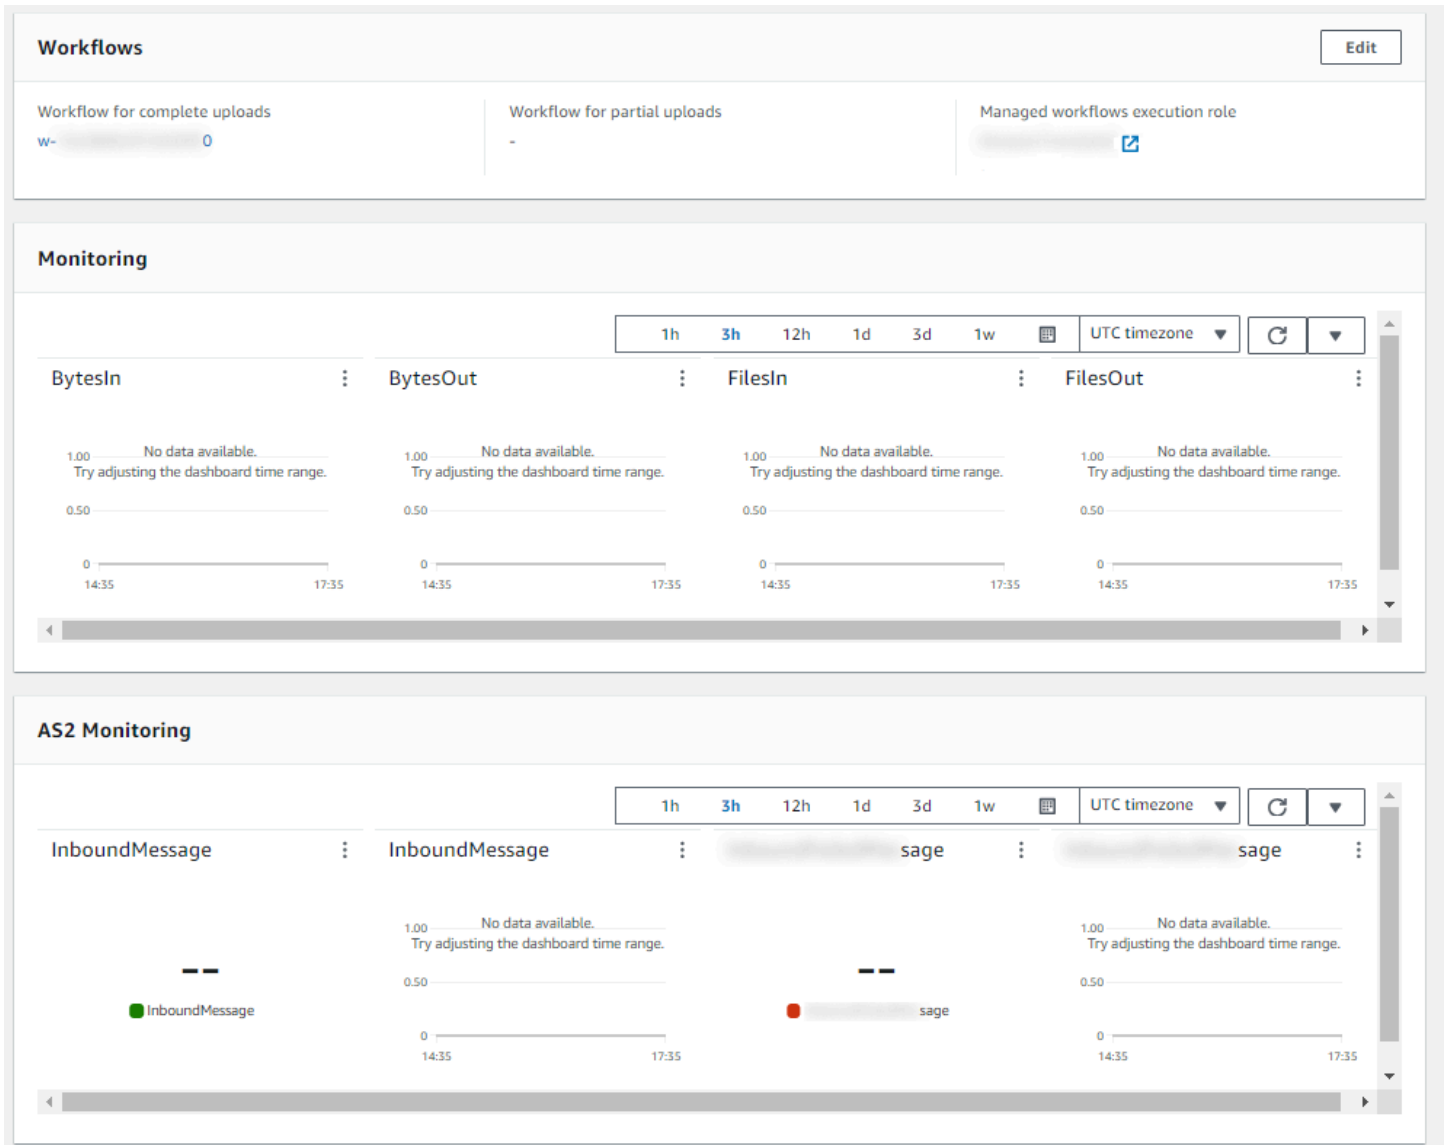 Workflows
Edit
Workflow for complete uploads
Workflow for partial uploads
Managed workflows execution role
w- 0
-
Monitoring
1h 3h 12h 1d 3d 1w UTC timezone
BytesIn
BytesOut
FilesIn
FilesOut
1.00 No data available.
Try adjusting the dashboard time range.
0.50
0
14:35 17:35
1.00 No data available.
Try adjusting the dashboard time range.
0.50
0
14:35 17:35
1.00 No data available.
Try adjusting the dashboard time range.
0.50
0
14:35 17:35
1.00 No data available.
Try adjusting the dashboard time range.
0.50
0
14:35 17:35
AS2 Monitoring
1h 3h 12h 1d 3d 1w UTC timezone
InboundMessage
InboundMessage
sage
sage
--
InboundMessage
1.00 No data available.
Try adjusting the dashboard time range.
0.50
0
14:35 17:35
--
sage
1.00 No data available.
Try adjusting the dashboard time range.
0.50
0
14:35 17:35